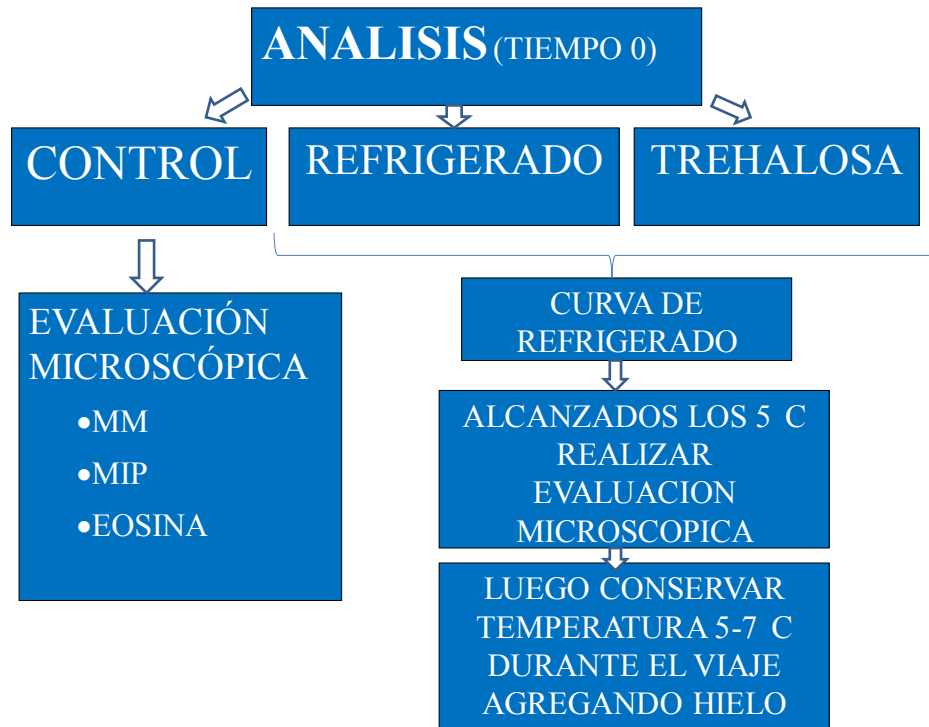 ANALISIS (TIEMPO 0)
CONTROL
REFRIGERADO
TREHALOSA
EVALUACIÓN
MICROSCÓPICA
•MM
•MIP
•EOSINA
CURVA DE
REFRIGERADO
ALCANZADOS LOS 5 C
REALIZAR
EVALUACION
MICROSCOPICA
LUEGO CONSERVAR
TEMPERATURA 5-7 C
DURANTE EL VIAJE
AGREGANDO HIELO